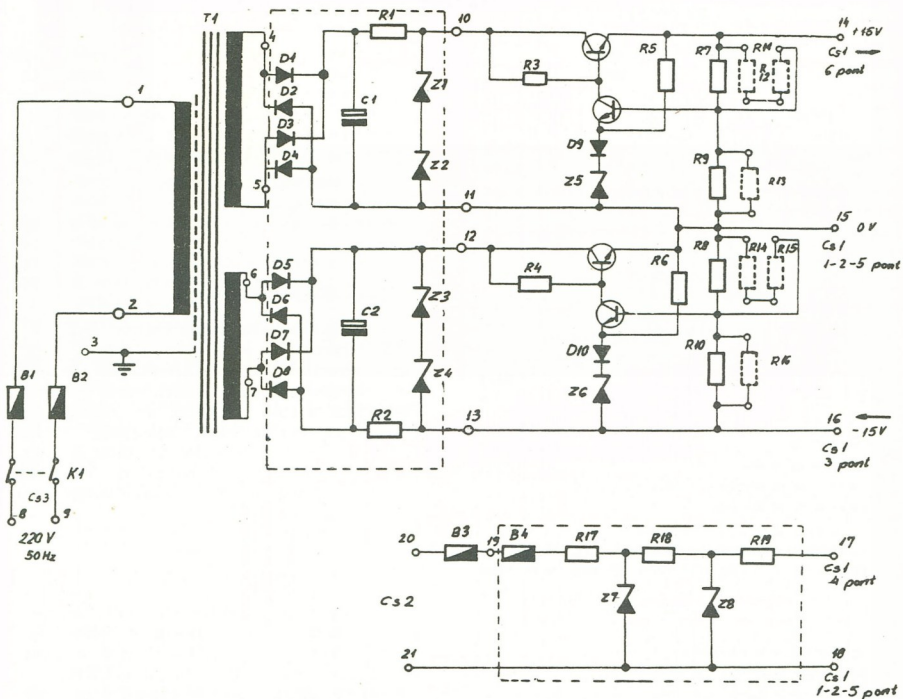 T1
R1
10
14
+15V
Cs1
6 pont
4
D1
D2
D3
D4
5
C1
Z1
Z2
R3
R5
R7
R11
R12
D9
Z5
R9
R13
11
15
0V
Cs1
1-2-5 pont
1
2
3
12
6
D5
D6
D7
D8
7
C2
Z3
Z4
R4
R6
R8
R14
R15
D10
Z6
R10
R16
R2
13
16
-15V
Cs1
3 pont
B1
B2
K1
Cs3
8
9
220V
50Hz
20
B3
19
B4
R17
R18
R19
17
Cs1
4 pont
Cs2
Z7
Z8
21
18
Cs1
1-2-5 pont